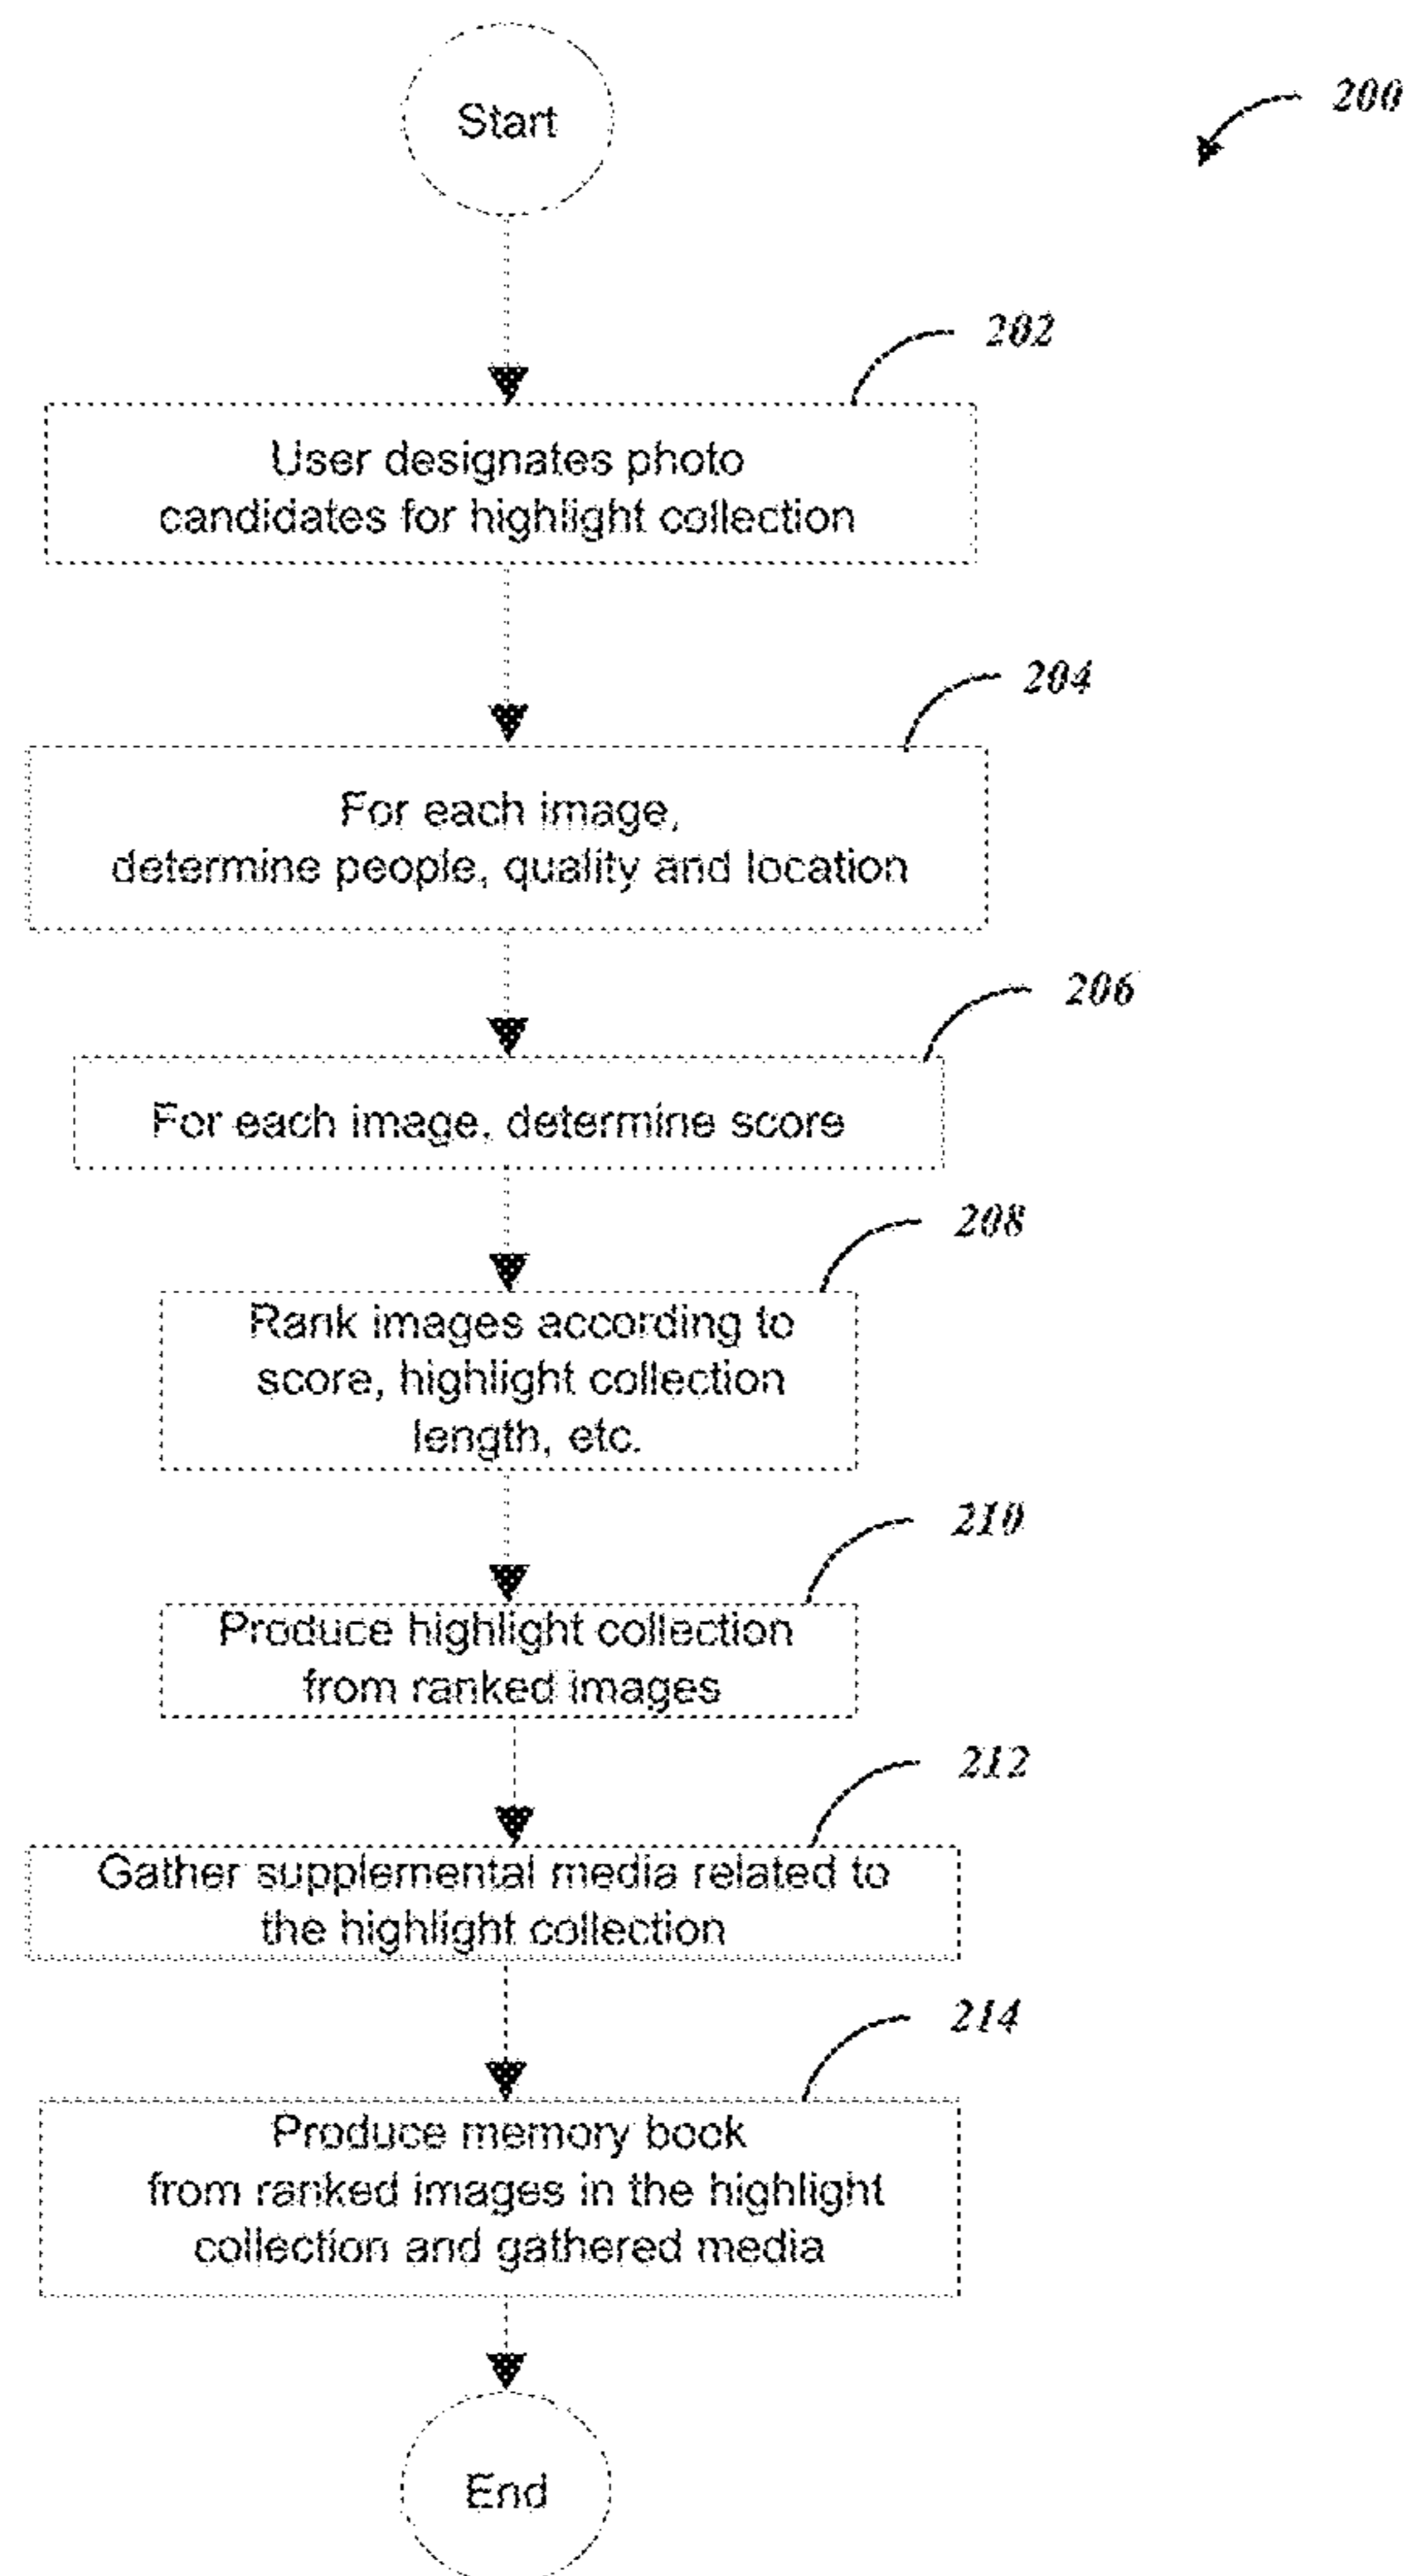 Start
200
202
User designates photo
candidates for highlight collection
204
For each image,
determine people, quality and location
206
For each image, determine score
208
Rank images according to
score, highlight collection
length, etc.
210
Produce highlight collection
from ranked images
212
Gather supplemental media related to
the highlight collection
214
Produce memory book
from ranked images in the highlight
collection and gathered media
End